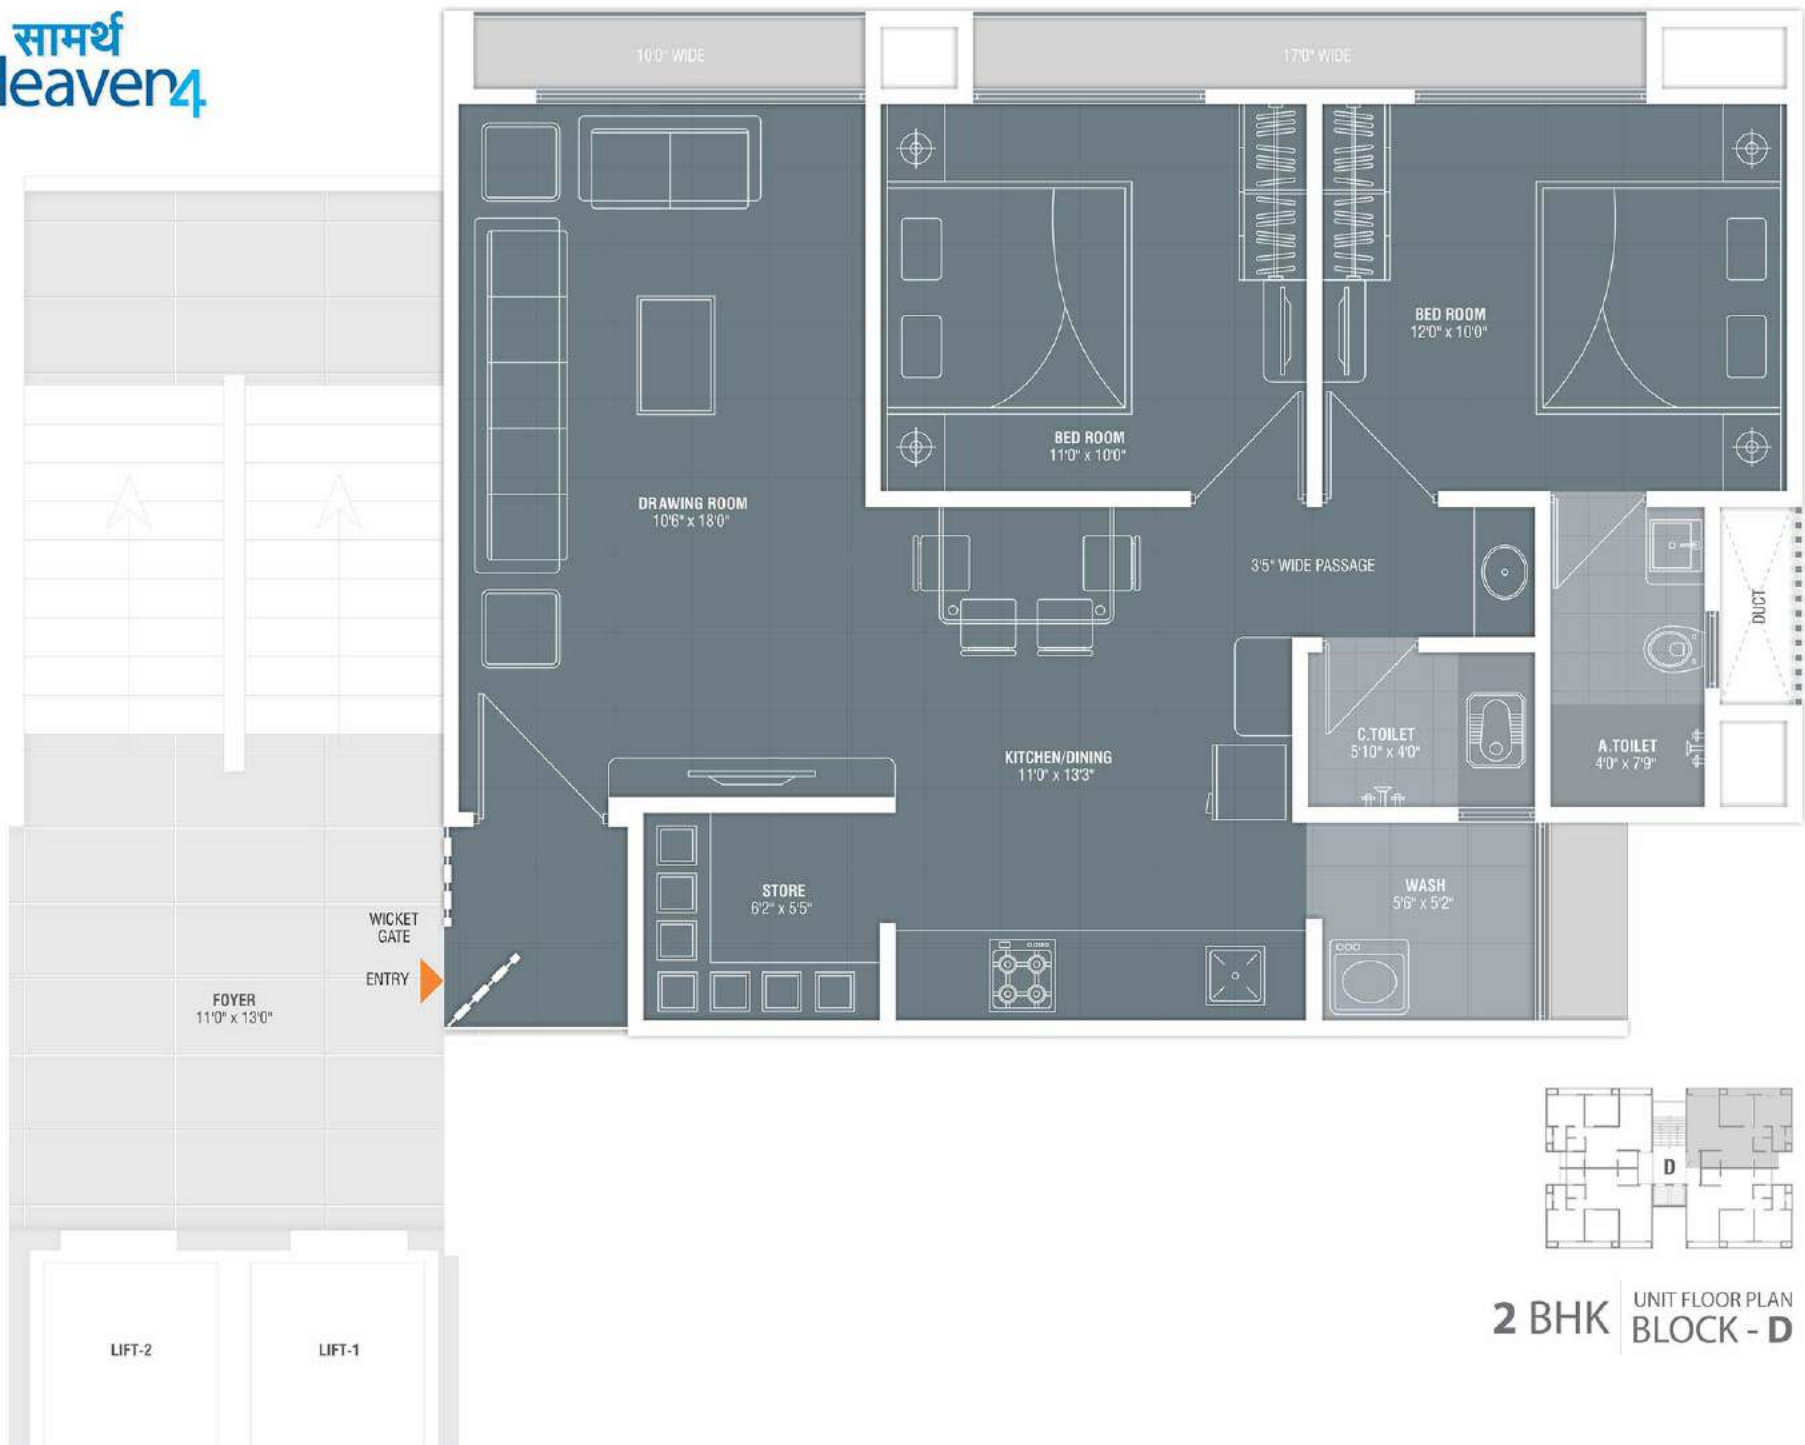 सामर्थ
Heaven4
10'0" WIDE
17'0" WIDE
BED ROOM
12'0" x 10'0"
BED ROOM
11'0" x 10'0"
DRAWING ROOM
10'6" x 18'0"
3'5" WIDE PASSAGE
DUCT
C.TOILET
5'10" x 4'0"
A.TOILET
4'0" x 7'9"
KITCHEN/DINING
11'0" x 13'3"
STORE
6'2" x 5'5"
WASH
5'6" x 5'2"
WICKET
GATE
ENTRY
FOYER
11'0" x 13'0"
D
LIFT-2
LIFT-1
2 BHK
UNIT FLOOR PLAN
BLOCK - D